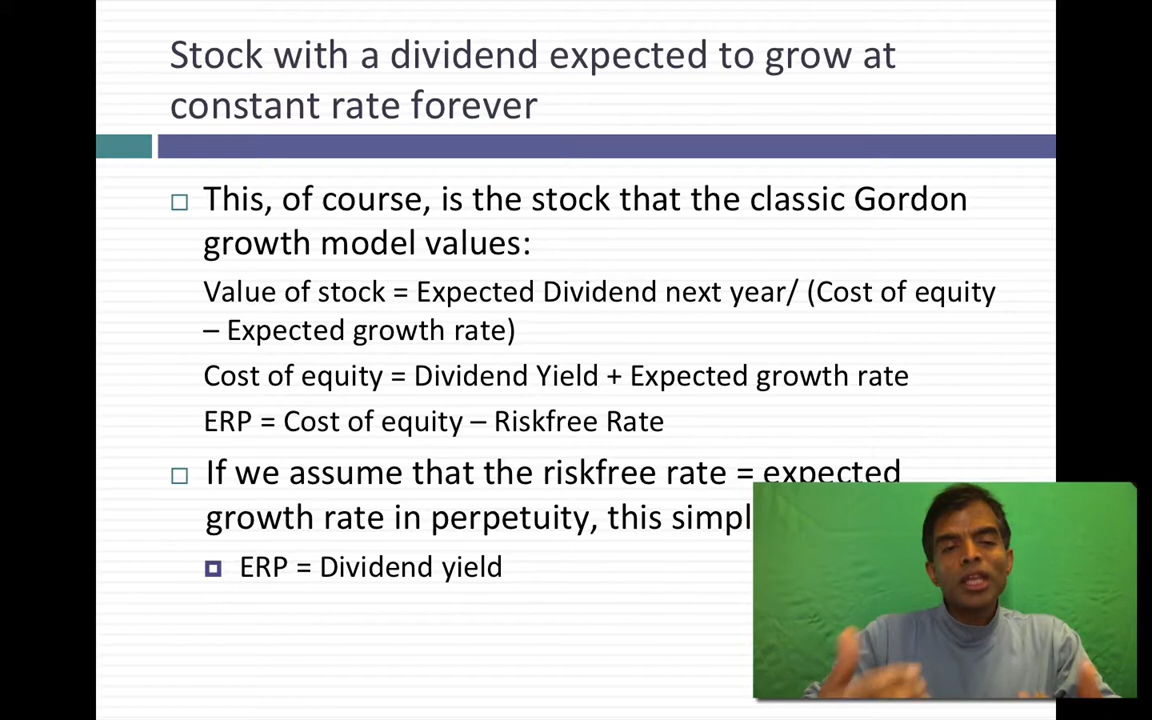 Stock with a dividend expected to grow at
constant rate forever
This, of course, is the stock that the classic Gordon
growth model values:
Value of stock = Expected Dividend next year/ (Cost of equity
– Expected growth rate)
Cost of equity = Dividend Yield + Expected growth rate
ERP = Cost of equity – Riskfree Rate
If we assume that the riskfree rate = expected
growth rate in perpetuity, this
ERP = Dividend yield